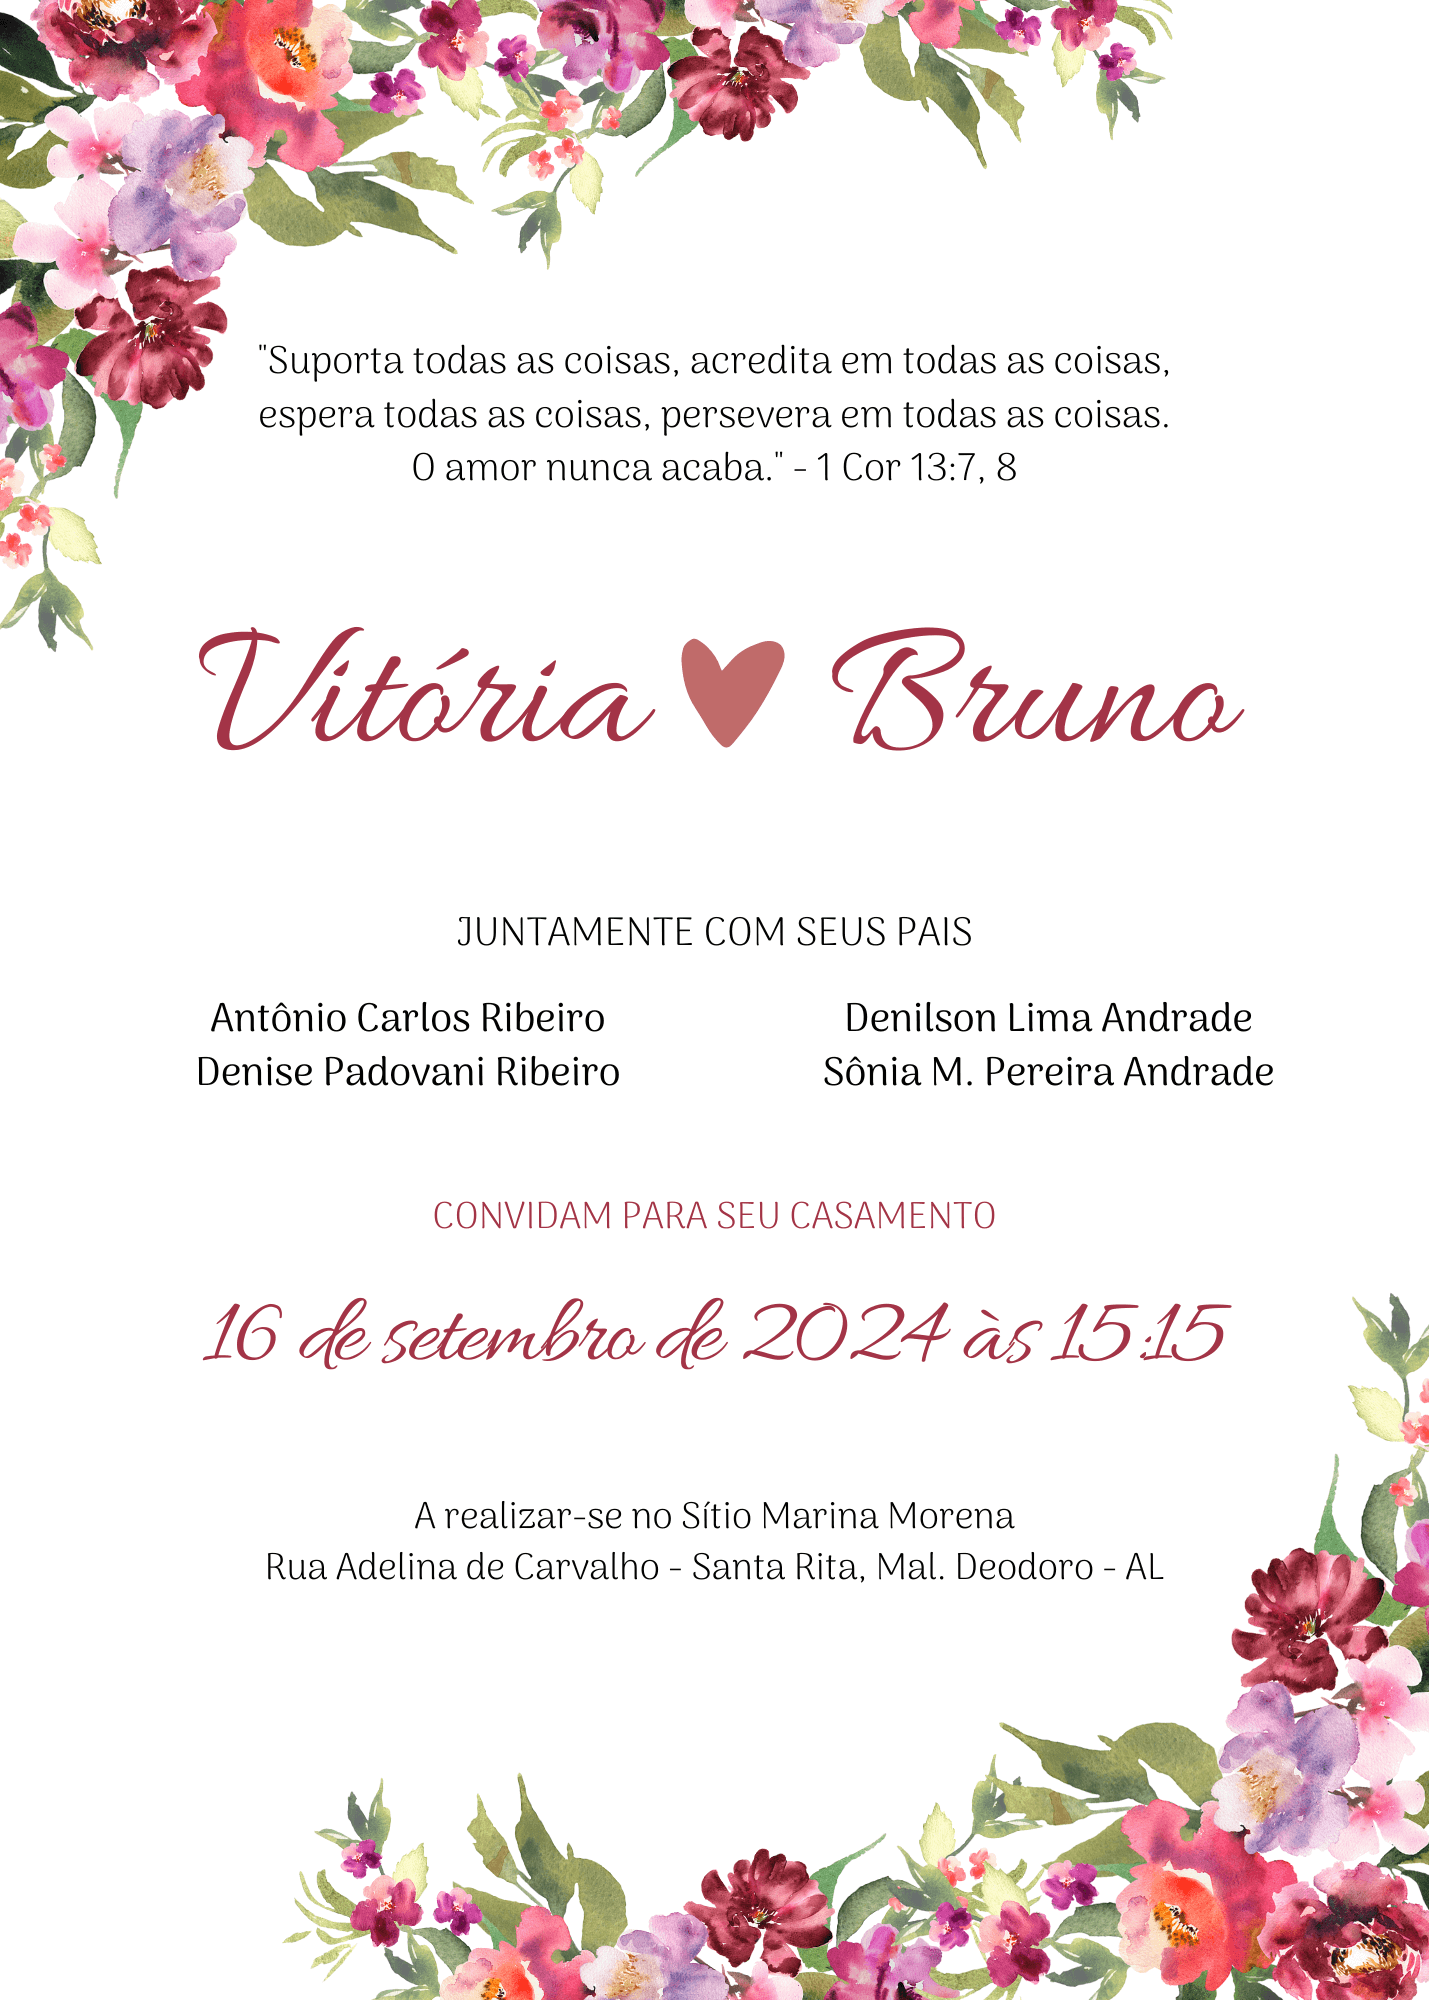 "Suporta todas as coisas, acredita em todas as coisas,
espera todas as coisas, persevera em todas as coisas.
O amor nunca acaba." - 1 Cor 13:7, 8
Vitória Bruno
JUNTAMENTE COM SEUS PAIS
Antônio Carlos Ribeiro
Denise Padovani Ribeiro
Denilson Lima Andrade
Sônia M. Pereira Andrade
CONVIDAM PARA SEU CASAMENTO
16 de setembro de 2024 às 15:15
A realizar-se no Sítio Marina Morena
Rua Adelina de Carvalho - Santa Rita, Mal. Deodoro - AL